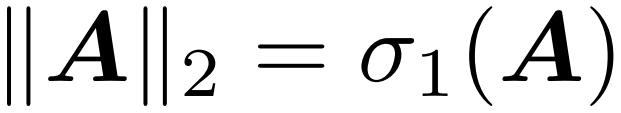 ‖𝑨‖₂ = σ₁(𝑨)